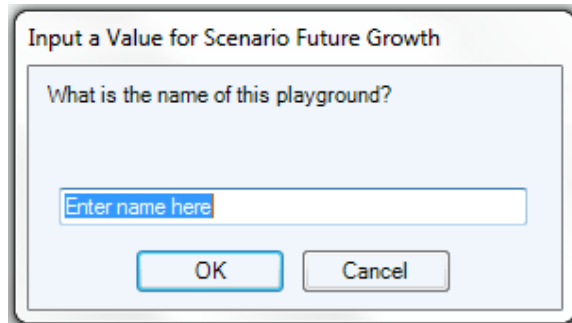 Input a Value for Scenario Future Growth
What is the name of this playground?
Enter name here
OK
Cancel